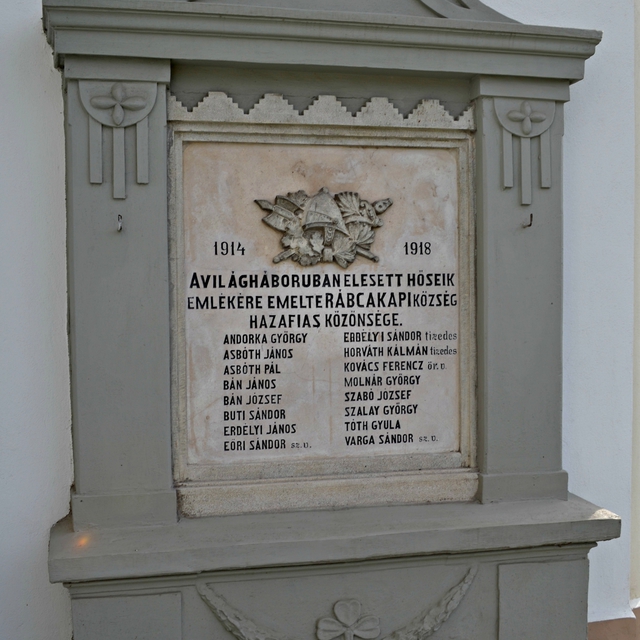 1914 1918
A VILÁGHÁBORUBAN ELESETT HŐSEIK
EMLÉKÉRE EMELTE RÁBCAKAPI KÖZSÉG
HAZAFIAS KÖZÖNSÉGE.
ANDORKA GYÖRGY
ASBÓTH JÁNOS
ASBÓTH PÁL
BÁN JÁNOS
BÁN JÓZSEF
BUTI SÁNDOR
ERDÉLYI JÁNOS
EŐRI SÁNDOR sz.v.
ERDÉLYI SÁNDOR tizedes
HORVÁTH KÁLMÁN tizedes
KOVÁCS FERENCZ őr.v.
MOLNÁR GYÖRGY
SZABÓ JÓZSEF
SZALAY GYÖRGY
TÓTH GYULA
VARGA SÁNDOR sz.v.